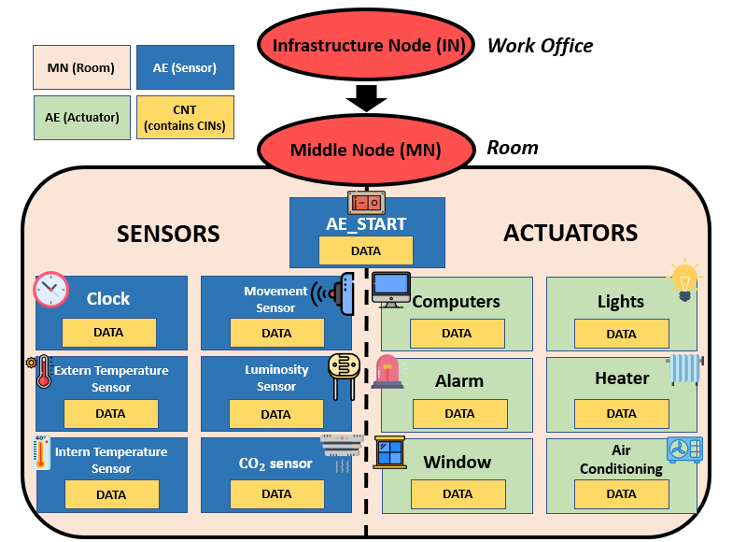 Infrastructure Node (IN)
Work Office
MN (Room)
AE (Sensor)
AE (Actuator)
CNT
(contains CINs)
Middle Node (MN)
Room
SENSORS
AE_START
DATA
ACTUATORS
Clock
DATA
Movement
Sensor
DATA
Computers
DATA
Lights
DATA
Extern Temperature
Sensor
DATA
Luminosity
Sensor
DATA
Alarm
DATA
Heater
DATA
40°
Intern Temperature
Sensor
DATA
CO₂ sensor
DATA
Window
DATA
Air
Conditioning
DATA